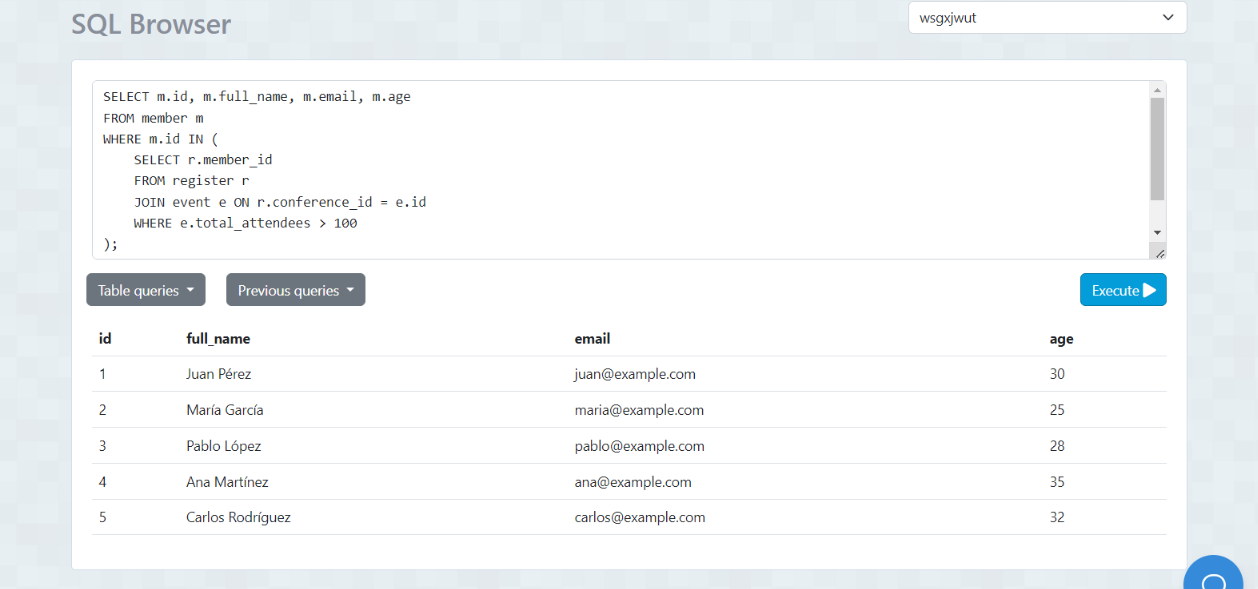 SQL Browser
wsgxjwut
SELECT m.id, m.full_name, m.email, m.age
FROM member m
WHERE m.id IN (
    SELECT r.member_id
    FROM register r
    JOIN event e ON r.conference_id = e.id
    WHERE e.total_attendees > 100
);
Table queries Previous queries Execute
id full_name email age
1 Juan Pérez juan@example.com 30
2 María García maria@example.com 25
3 Pablo López pablo@example.com 28
4 Ana Martínez ana@example.com 35
5 Carlos Rodríguez carlos@example.com 32